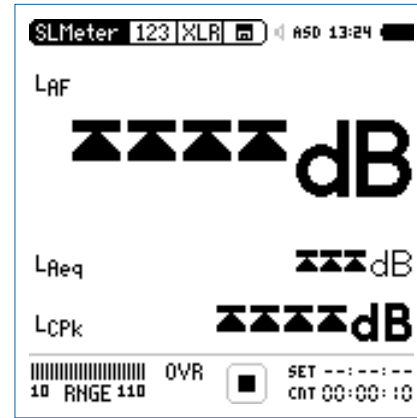 SLMeter 123 XLR ASD 13:24
LAF
dB
LAeq dB
LCPk dB
OVR SET --:--:--
10 RNGE 110 CNT 00:00:10